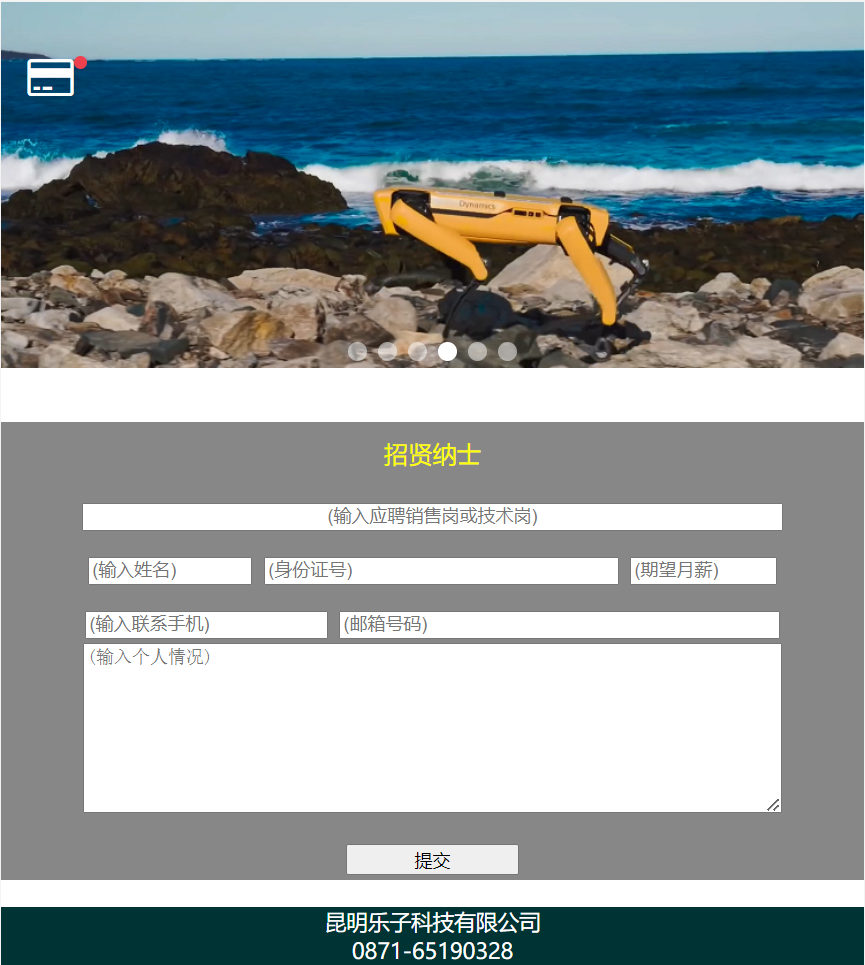 Dynamics
招贤纳士
(输入应聘销售岗或技术岗)
(输入姓名) (身份证号) (期望月薪)
(输入联系手机) (邮箱号码)
(输入个人情况)
提交
昆明乐子科技有限公司
0871-65190328